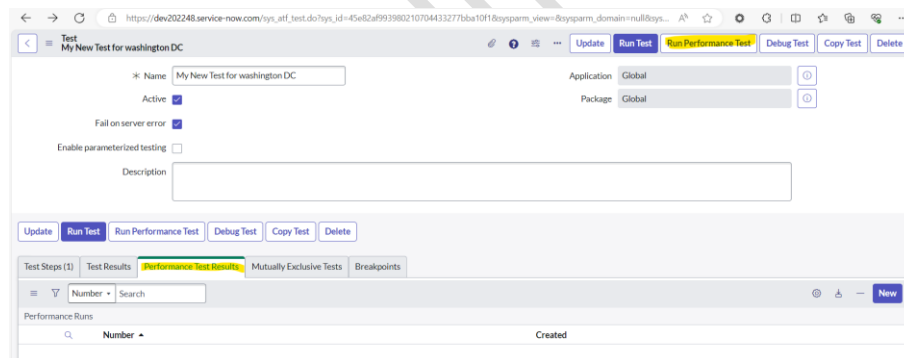 https://dev202248.service-now.com/sys_atf_test.do?sys_id=45e82af993980210704433277bba10f1&sysparm_view=&sysparm_domain=null&sys...
Test
My New Test for washington DC
Update Run Test Run Performance Test Debug Test Copy Test Delete
Name My New Test for washington DC
Application Global
Active
Package Global
Fail on server error
Enable parameterized testing
Description
Update Run Test Run Performance Test Debug Test Copy Test Delete
Test Steps (1) Test Results Performance Test Results Mutually Exclusive Tests Breakpoints
Number Search New
Performance Runs
Number Created